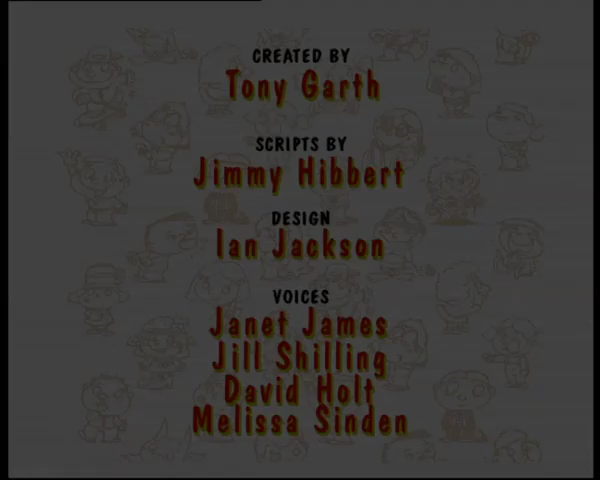 CREATED BY
Tony Garth
SCRIPTS BY
Jimmy Hibbert
DESIGN
Ian Jackson
VOICES
Janet James
Jill Shilling
David Holt
Melissa Sinden